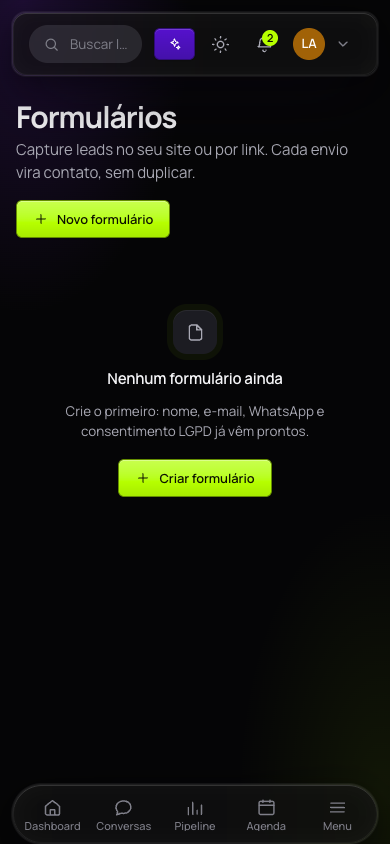 Buscar l...
2
LA
Formulários
Capture leads no seu site ou por link. Cada envio
vira contato, sem duplicar.
Novo formulário
Nenhum formulário ainda
Crie o primeiro: nome, e-mail, WhatsApp e
consentimento LGPD já vêm prontos.
Criar formulário
Dashboard
Conversas
Pipeline
Agenda
Menu